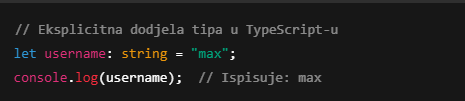 // Eksplicitna dodjela tipa u TypeScript-u
let username: string = "max";
console.log(username);  // Ispisuje: max